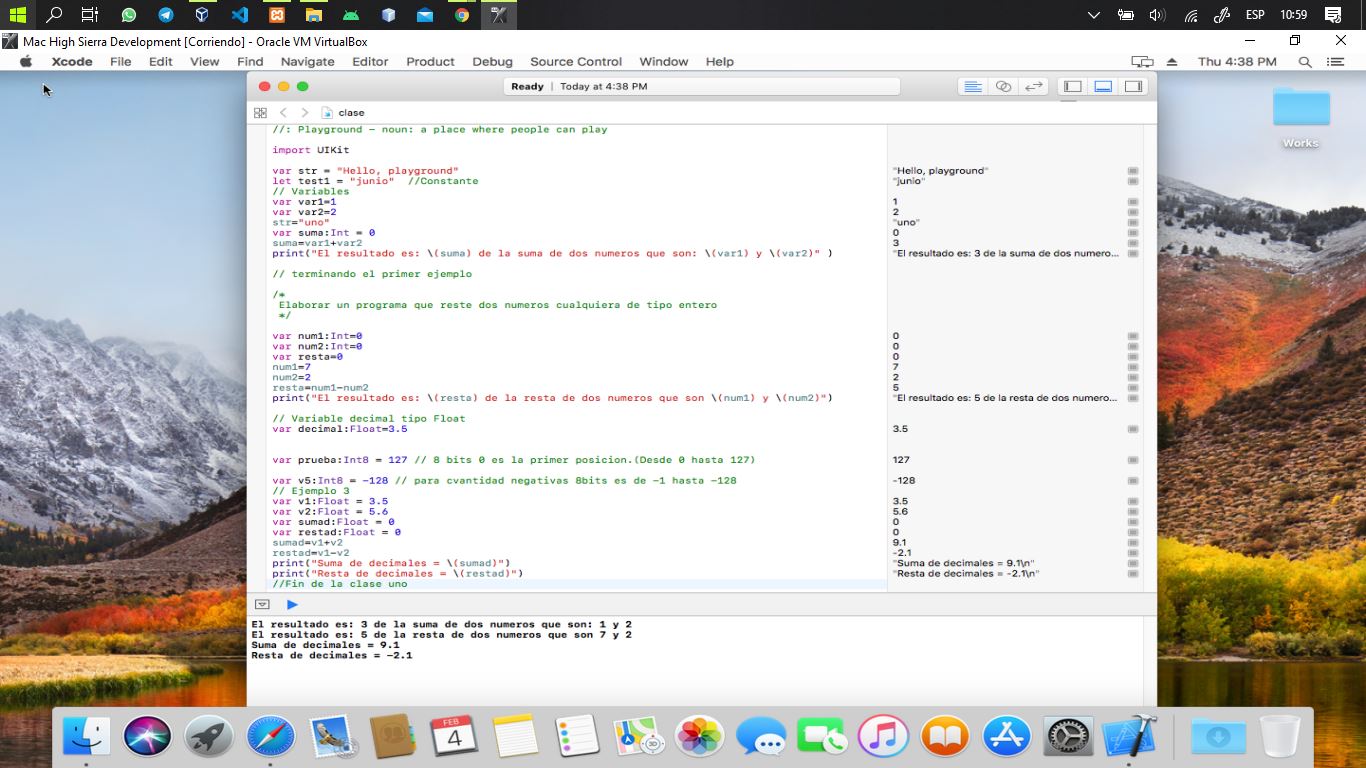 ESP 10:59
Mac High Sierra Development [Corriendo] - Oracle VM VirtualBox
Xcode File Edit View Find Navigate Editor Product Debug Source Control Window Help Thu 4:38 PM
Ready | Today at 4:38 PM
clase
//: Playground - noun: a place where people can play
import UIKit
var str = "Hello, playground" "Hello, playground"
let test1 = "junio" //Constante "junio"
// Variables
var var1=1 1
var var2=2 2
str="uno" "uno"
var suma:Int = 0 0
suma=var1+var2 3
print("El resultado es: \(suma) de la suma de dos numeros que son: \(var1) y \(var2)" ) "El resultado es: 3 de la suma de dos numero...
// terminando el primer ejemplo
/*
Elaborar un programa que reste dos numeros cualquiera de tipo entero
*/
var num1:Int=0 0
var num2:Int=0 0
var resta=0 0
num1=7 7
num2=2 2
resta=num1-num2 5
print("El resultado es: \(resta) de la resta de dos numeros que son \(num1) y \(num2)") "El resultado es: 5 de la resta de dos numero...
// Variable decimal tipo Float
var decimal:Float=3.5 3.5
var prueba:Int8 = 127 // 8 bits 0 es la primer posicion.(Desde 0 hasta 127) 127
var v5:Int8 = -128 // para cvantidad negativas 8bits es de -1 hasta -128 -128
// Ejemplo 3
var v1:Float = 3.5 3.5
var v2:Float = 5.6 5.6
var sumad:Float = 0 0
var restad:Float = 0 0
sumad=v1+v2 9.1
restad=v1-v2 -2.1
print("Suma de decimales = \(sumad)") "Suma de decimales = 9.1\n"
print("Resta de decimales = \(restad)") "Resta de decimales = -2.1\n"
//Fin de la clase uno
El resultado es: 3 de la suma de dos numeros que son: 1 y 2
El resultado es: 5 de la resta de dos numeros que son 7 y 2
Suma de decimales = 9.1
Resta de decimales = -2.1
Works
FEB
4
3D